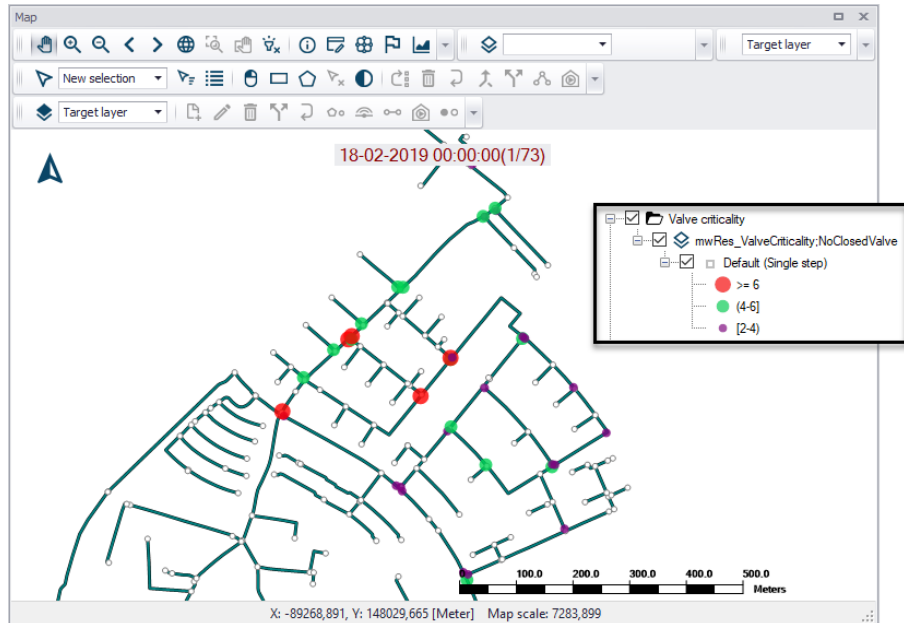 Map
Target layer
New selection
Target layer
18-02-2019 00:00:00(1/73)
Valve criticality
mwRes_ValveCriticality;NoClosedValve
Default (Single step)
>= 6
(4-6]
[2-4)
0 100.0 200.0 300.0 400.0 500.0
Meters
X: -89268,891, Y: 148029,665 [Meter] Map scale: 7283,899